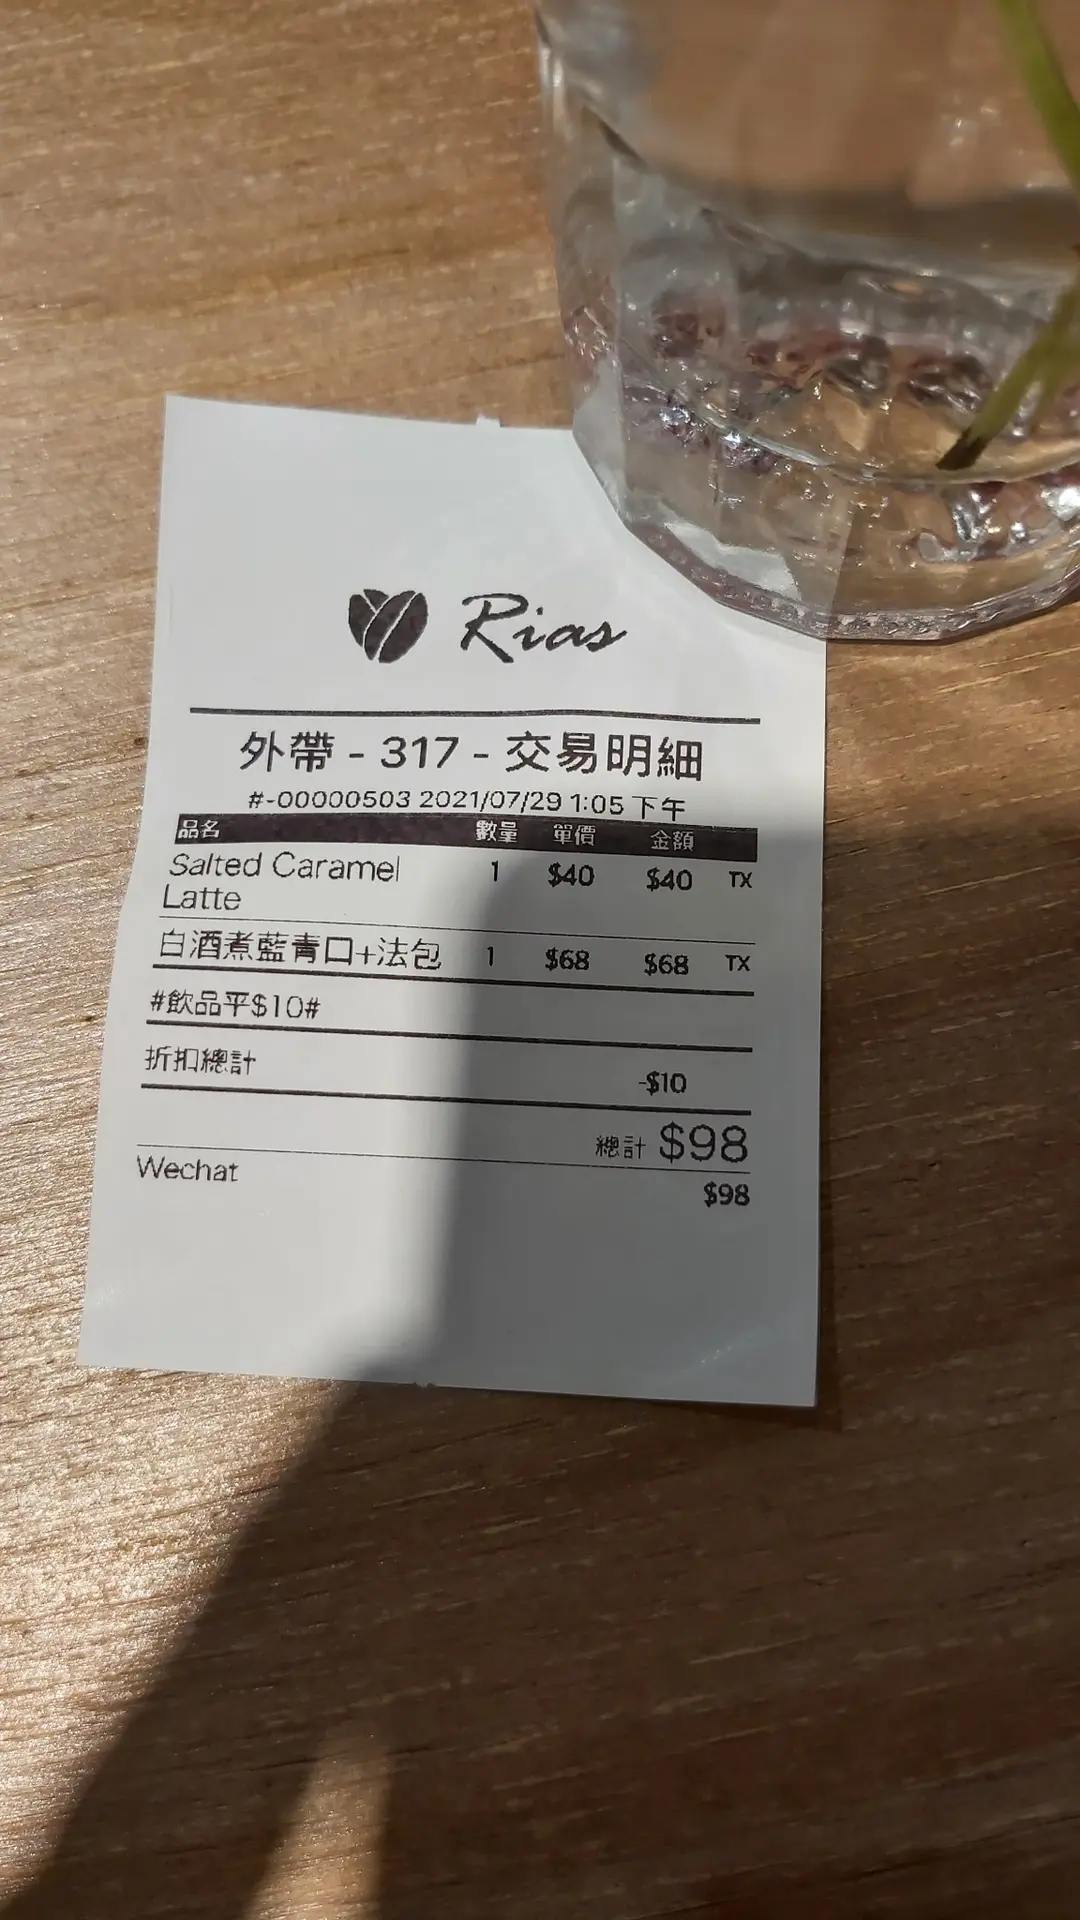 Rias
外帶 - 317 - 交易明細
#-00000503 2021/07/29 1:05 下午
品名 數量 單價 金額
Salted Caramel 1 $40 $40 TX
Latte
白酒煮藍青口+法包 1 $68 $68 TX
#飲品平$10#
折扣總計 -$10
總計 $98
Wechat $98